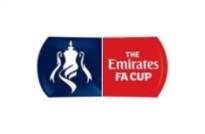 THE
Emirates
FA CUP